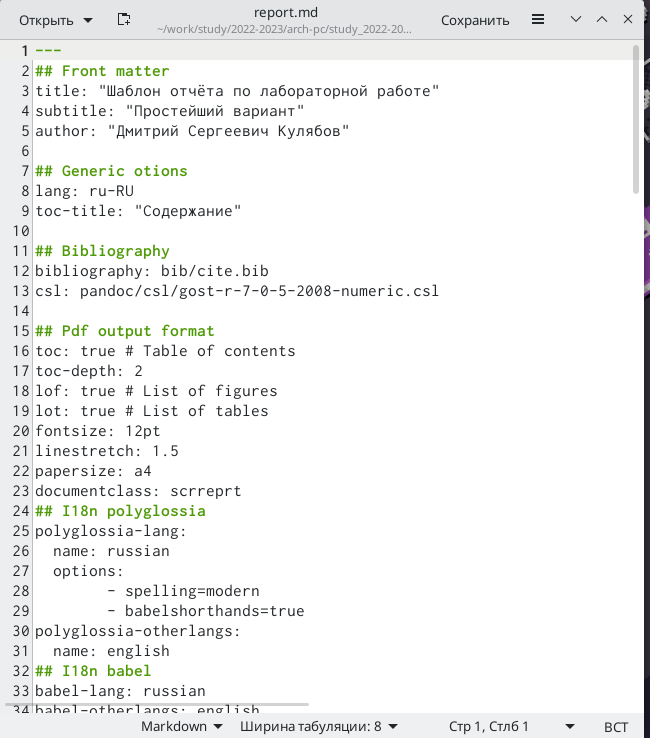 Открыть
report.md
~/work/study/2022-2023/arch-pc/study_2022-20...
Сохранить
1 ---
2 ## Front matter
3 title: "Шаблон отчёта по лабораторной работе"
4 subtitle: "Простейший вариант"
5 author: "Дмитрий Сергеевич Кулябов"
6
7 ## Generic otions
8 lang: ru-RU
9 toc-title: "Содержание"
10
11 ## Bibliography
12 bibliography: bib/cite.bib
13 csl: pandoc/csl/gost-r-7-0-5-2008-numeric.csl
14
15 ## Pdf output format
16 toc: true # Table of contents
17 toc-depth: 2
18 lof: true # List of figures
19 lot: true # List of tables
20 fontsize: 12pt
21 linestretch: 1.5
22 papersize: a4
23 documentclass: scrreprt
24 ## I18n polyglossia
25 polyglossia-lang:
26   name: russian
27   options:
28         - spelling=modern
29         - babelshorthands=true
30 polyglossia-otherlangs:
31   name: english
32 ## I18n babel
33 babel-lang: russian
34 babel-otherlangs: english
Markdown
Ширина табуляции: 8
Стр 1, Стлб 1
ВСТ